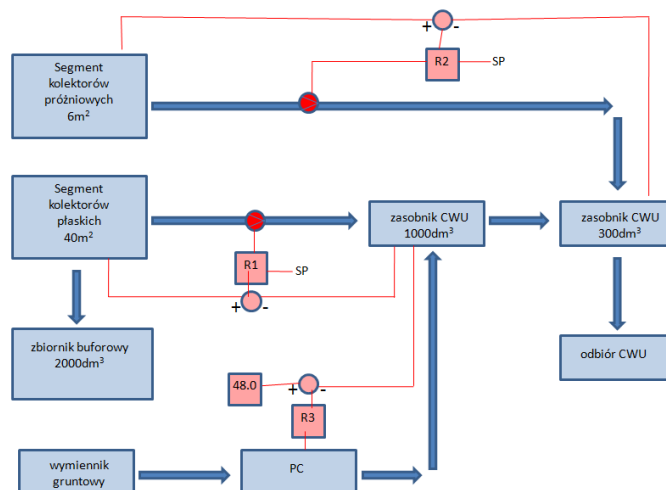 + -
Segment
kolektorów
próżniowych
6m²
R2
SP
Segment
kolektorów
płaskich
40m²
zasobnik CWU
1000dm³
zasobnik CWU
300dm³
R1
SP
+ -
zbiornik buforowy
2000dm³
odbiór CWU
48.0
+ -
R3
wymiennik
gruntowy
PC